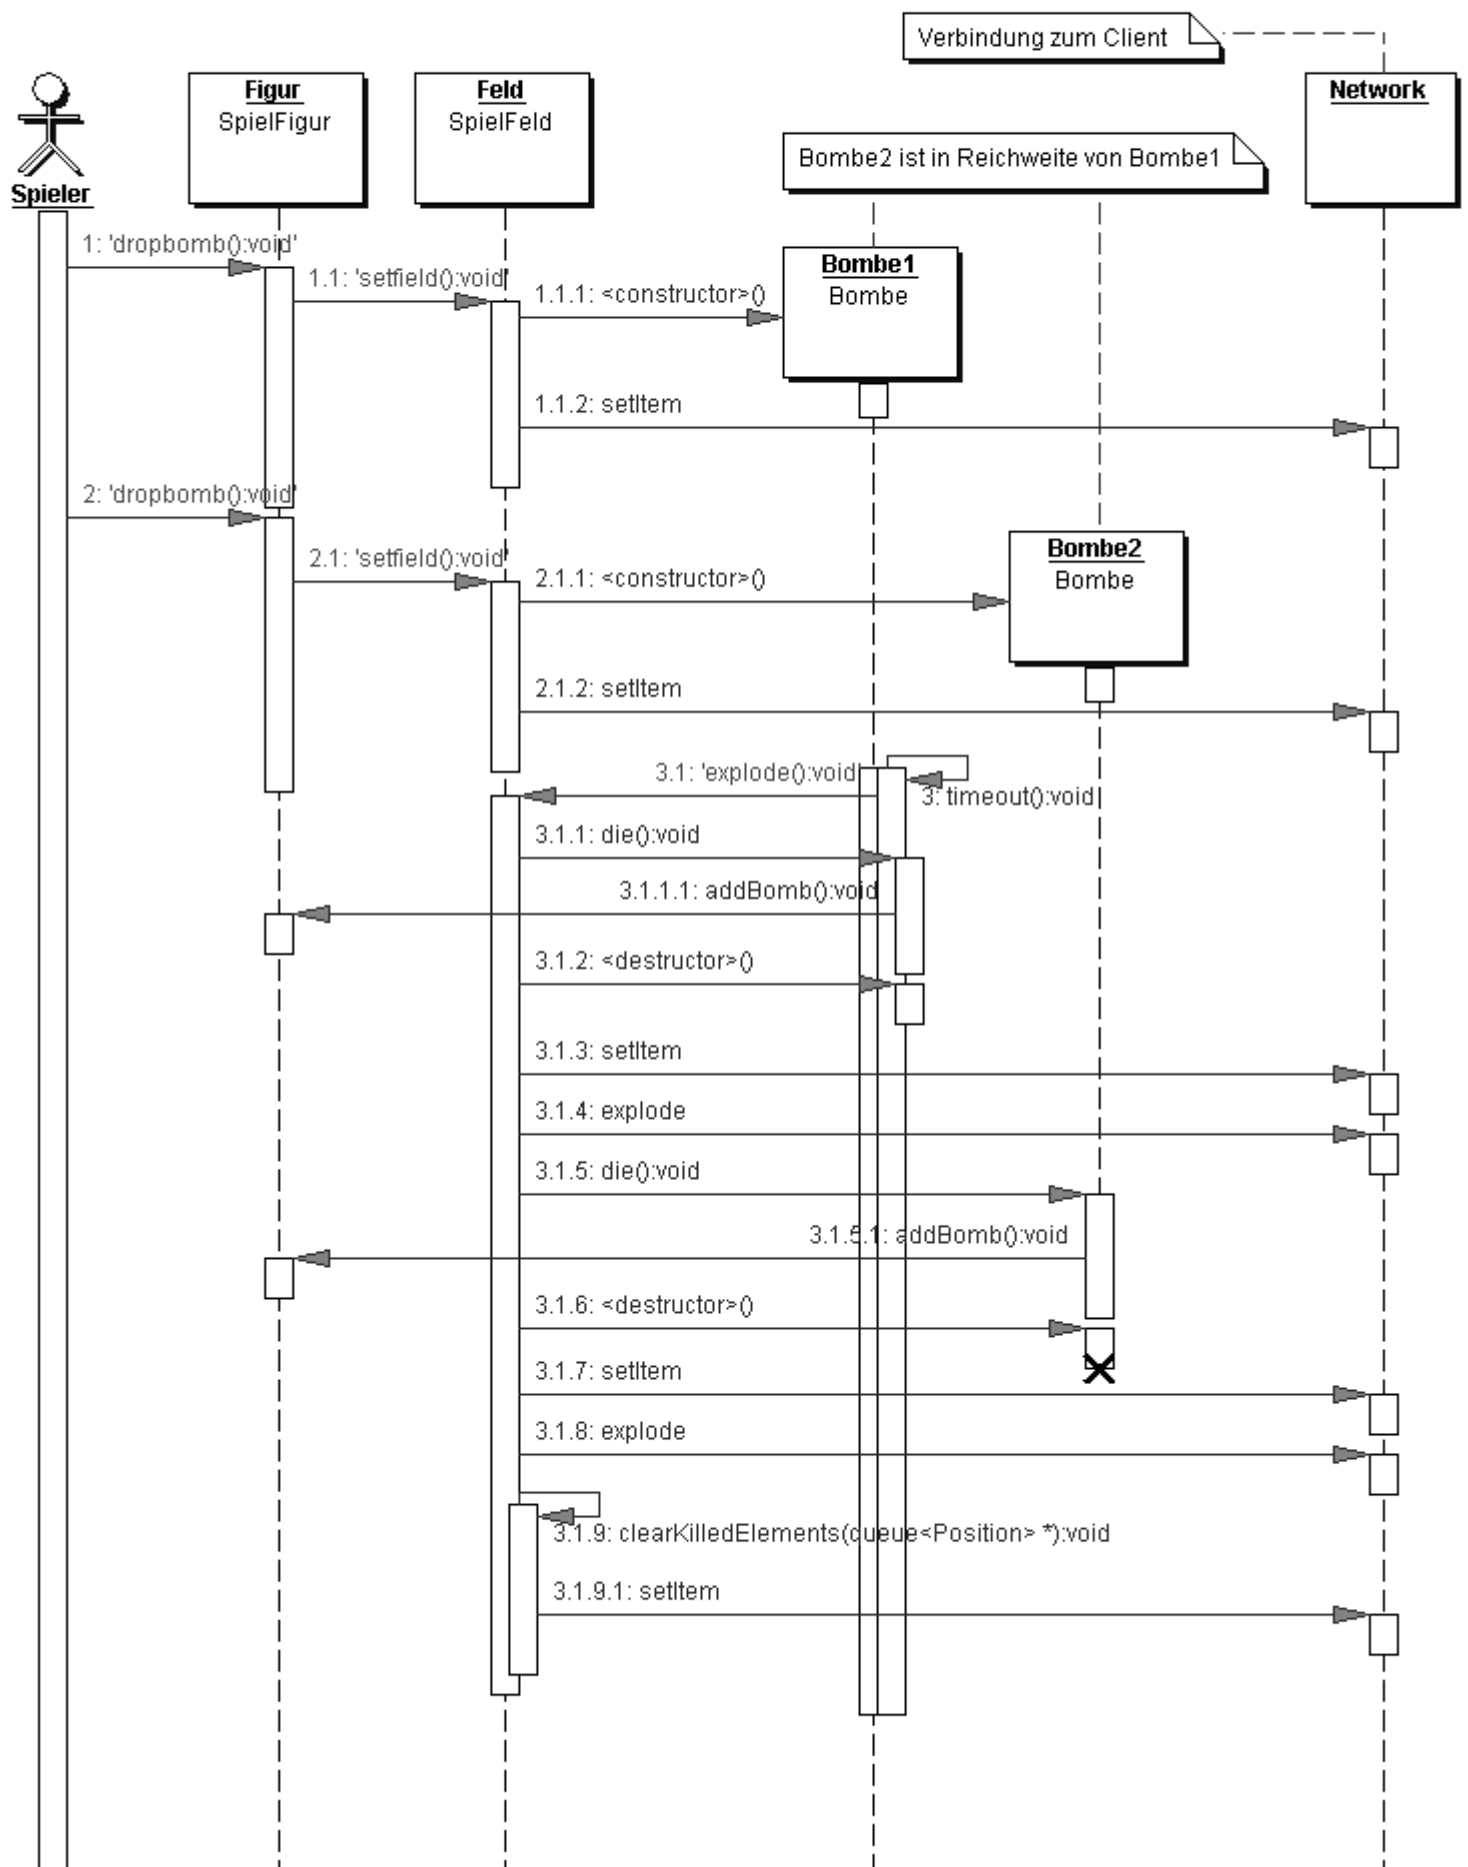 Verbindung zum Client
Figur
SpielFigur
Feld
SpielFeld
Network
Bombe2 ist in Reichweite von Bombe1
Spieler
1: 'dropbomb():void'
1.1: 'setfield():void'
1.1.1: <constructor>()
Bombe1
Bombe
1.1.2: setItem
2: 'dropbomb():void'
2.1: 'setfield():void'
2.1.1: <constructor>()
Bombe2
Bombe
2.1.2: setItem
3.1: 'explode():void'
3: timeout():void
3.1.1: die():void
3.1.1.1: addBomb():void
3.1.2: <destructor>()
3.1.3: setItem
3.1.4: explode
3.1.5: die():void
3.1.5.1: addBomb():void
3.1.6: <destructor>()
3.1.7: setItem
3.1.8: explode
3.1.9: clearKilledElements(queue<Position> *):void
3.1.9.1: setItem